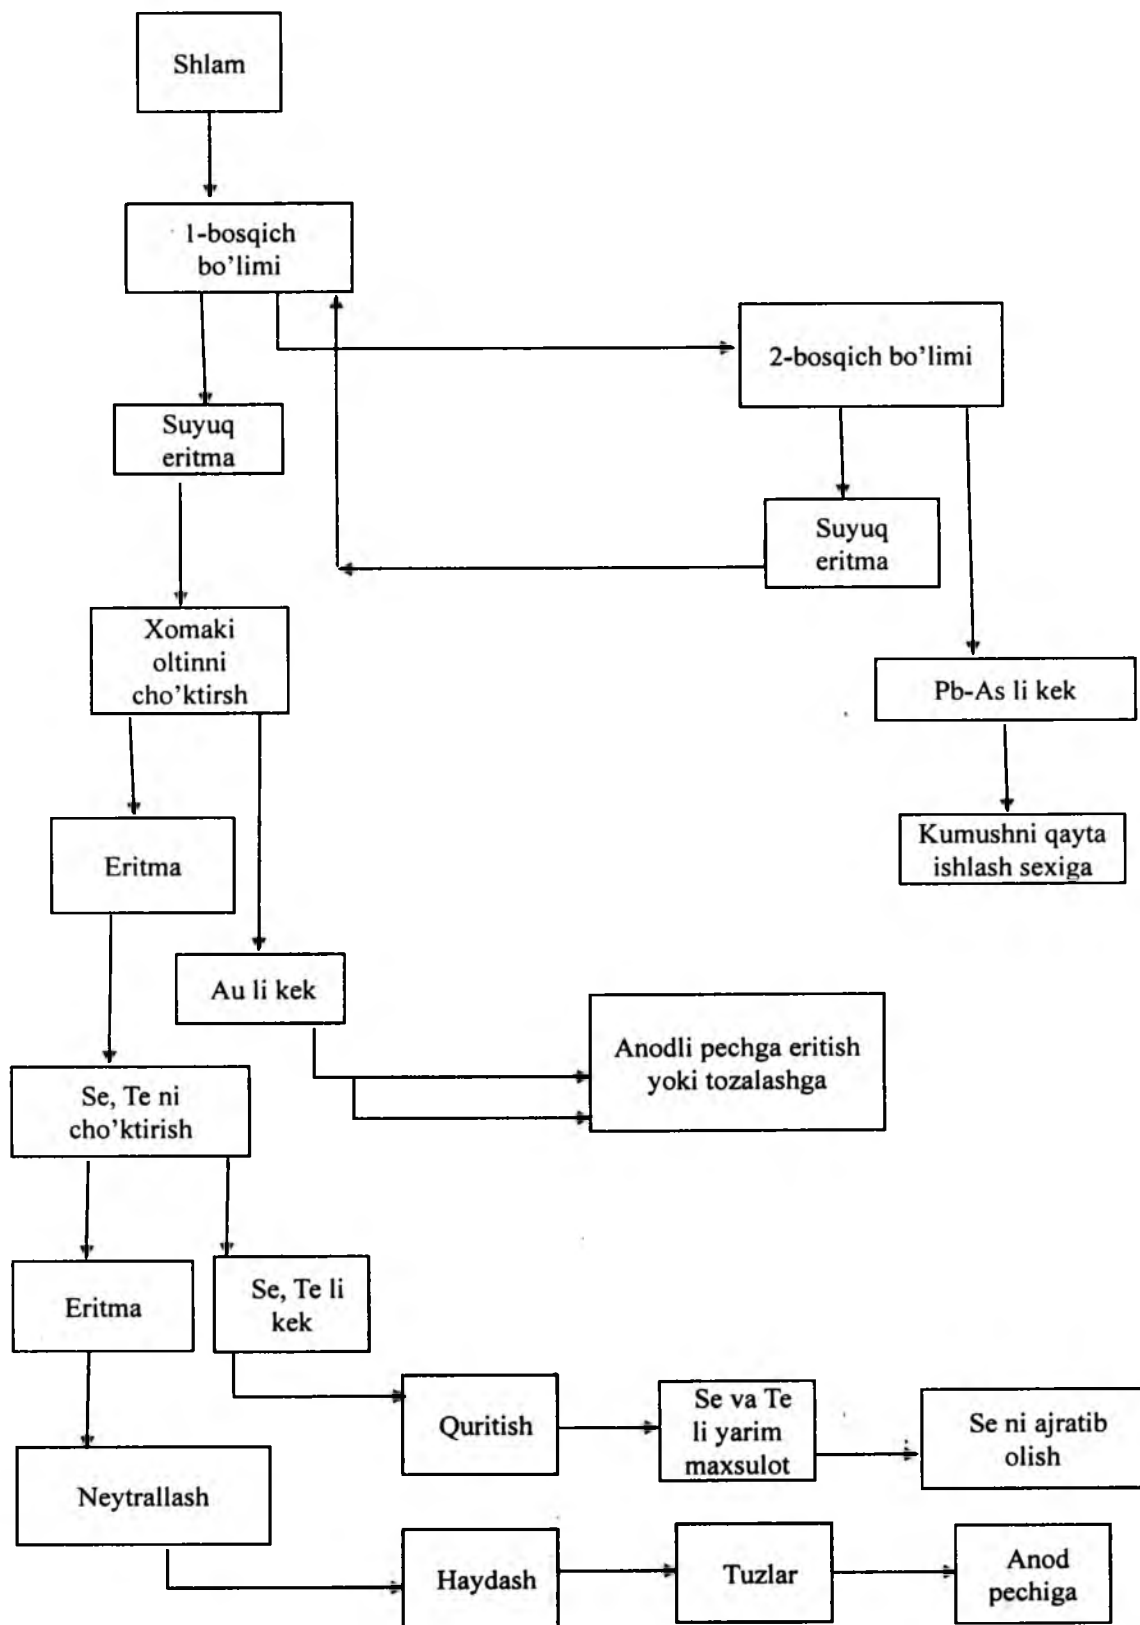 Shlam
1-bosqich
bo'limi
2-bosqich bo'limi
Suyuq
eritma
Suyuq
eritma
Xomaki
oltinni
cho'ktirsh
Pb-As li kek
Eritma
Kumushni qayta
ishlash sexiga
Au li kek
Anodli pechga eritish
yoki tozalashga
Se, Te ni
cho'ktirish
Eritma
Se, Te li
kek
Quritish
Se va Te
li yarim
maxsulot
Se ni ajratib
olish
Neytrallash
Haydash
Tuzlar
Anod
pechiga